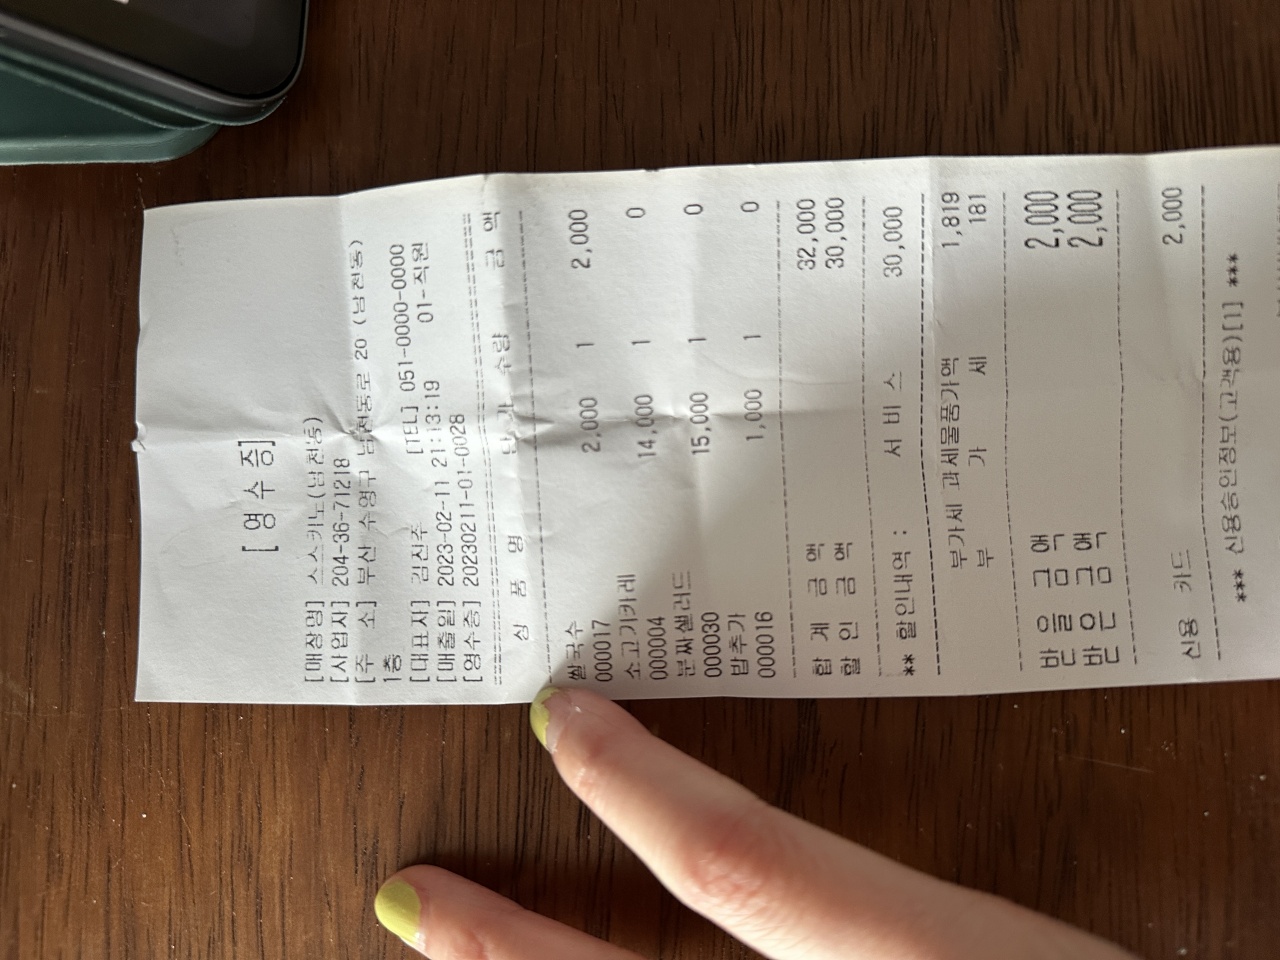 [영 수 증]
[매장명] 스스키노(남천동)
[사업자] 204-36-71218
[주 소] 부산 수영구 남천동로 20 (남천동)
1층
[대표자] 김진주 [TEL] 051-0000-0000
[매출일] 2023-02-11 21:13:19 01-직원
[영수증] 20230211-01-0028
상 품 명 단 가 수량 금 액
쌀국수
000017 2,000 1 2,000
소고기카레
000004 14,000 1 0
분짜샐러드
000030 15,000 1 0
밥추가
000016 1,000 1 0
합 계 금 액 32,000
할 인 금 액 30,000
** 할인내역 : 서 비 스 30,000
부가세 과세물품가액 1,819
부 가 세 181
받 을 금 액 2,000
받 은 금 액 2,000
신용 카드 2,000
*** 신용승인정보(고객용)[1] ***